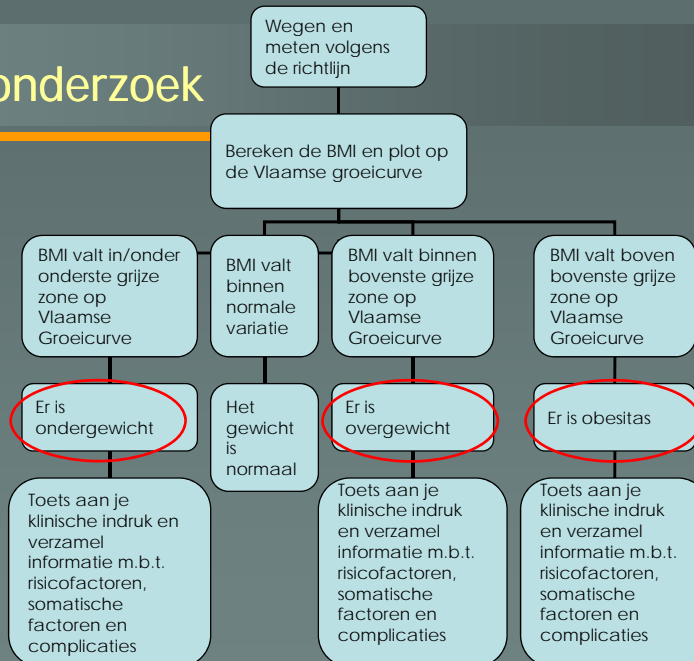 Wegen en
meten volgens
de richtlijn
onderzoek
Bereken de BMI en plot op
de Vlaamse groeicurve
BMI valt in/onder
onderste grijze
zone op
Vlaamse
Groeicurve
BMI valt
binnen
normale
variatie
BMI valt binnen
bovenste grijze
zone op
Vlaamse
Groeicurve
BMI valt boven
bovenste grijze
zone op
Vlaamse
Groeicurve
Er is
ondergewicht
Het
gewicht
is
normaal
Er is
overgewicht
Er is obesitas
Toets aan je
klinische indruk en
verzamel
informatie m.b.t.
risicofactoren,
somatische
factoren en
complicaties
Toets aan je
klinische indruk
en verzamel
informatie m.b.t.
risicofactoren,
somatische
factoren en
complicaties
Toets aan je
klinische indruk
en verzamel
informatie m.b.t.
risicofactoren,
somatische
factoren en
complicaties